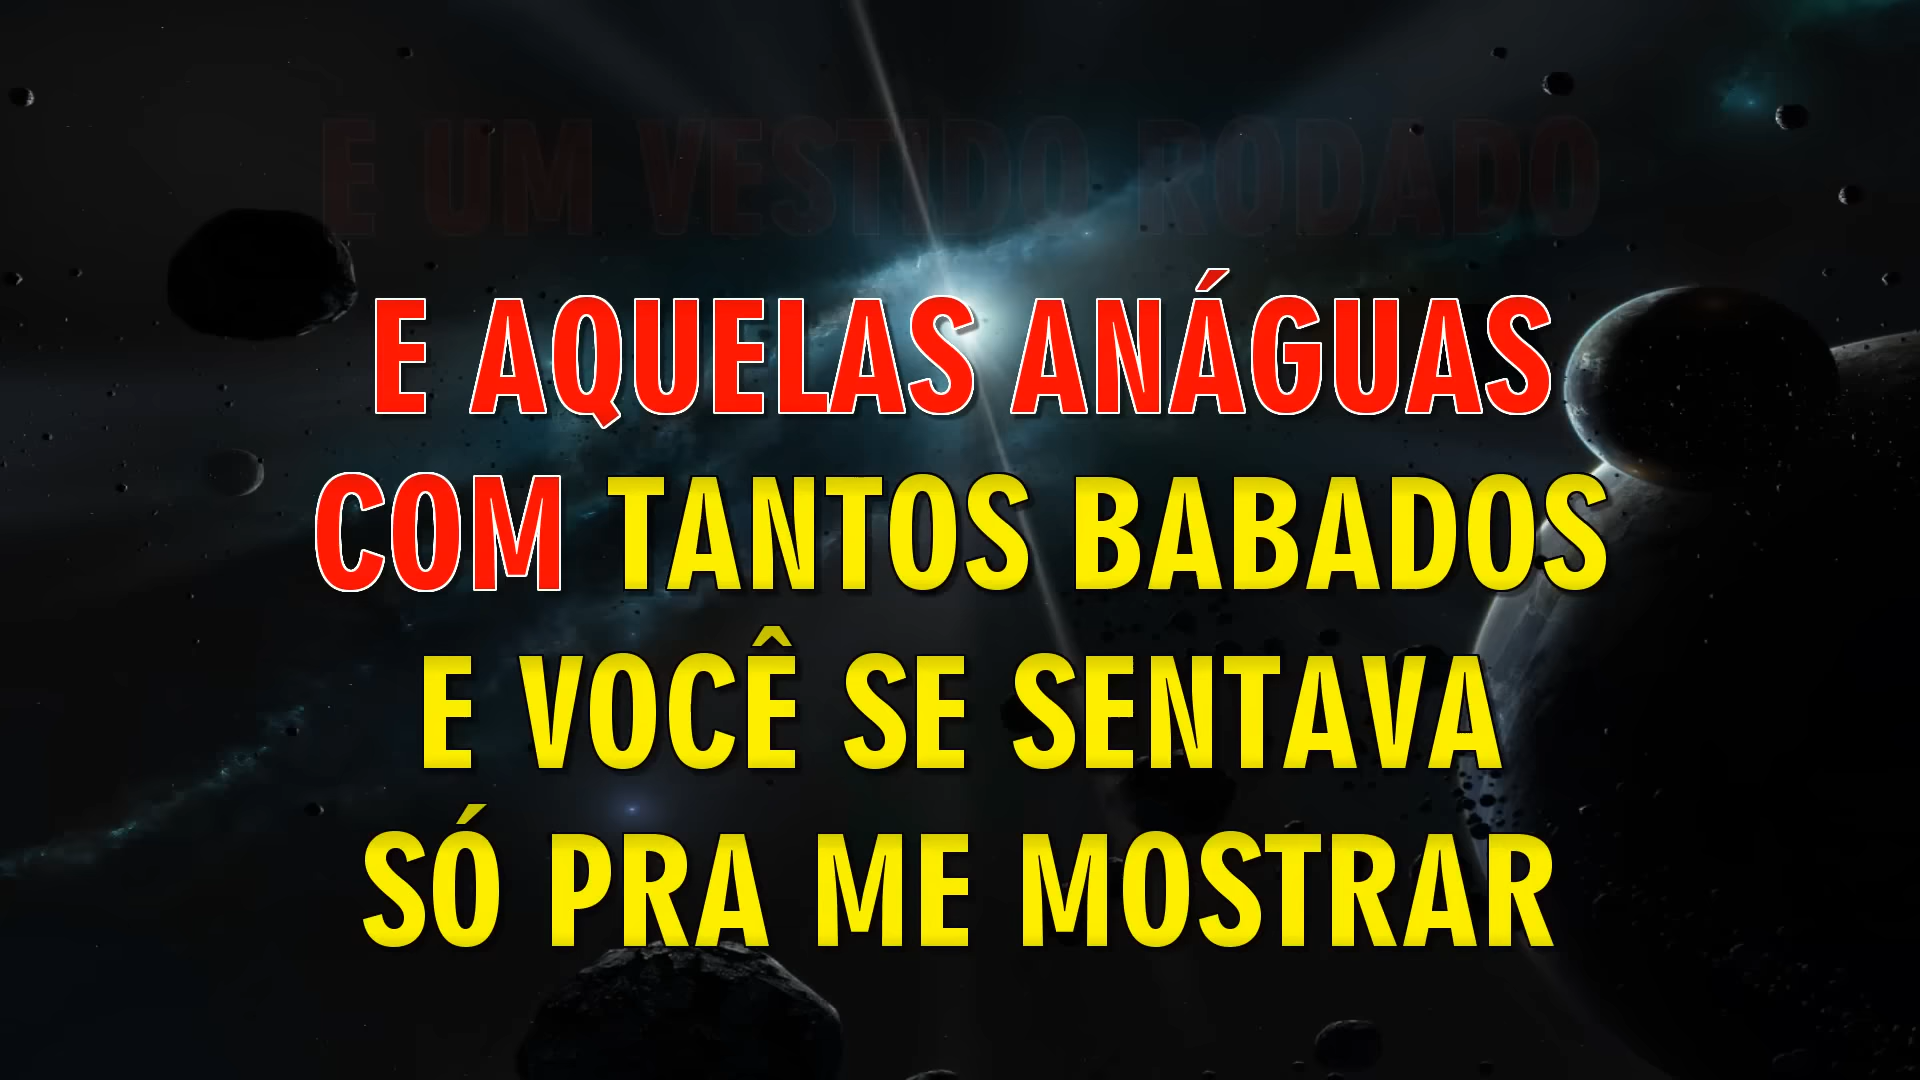 E UM VESTIDO RODADO
E AQUELAS ANÁGUAS
COM TANTOS BABADOS
E VOCÊ SE SENTAVA
SÓ PRA ME MOSTRAR